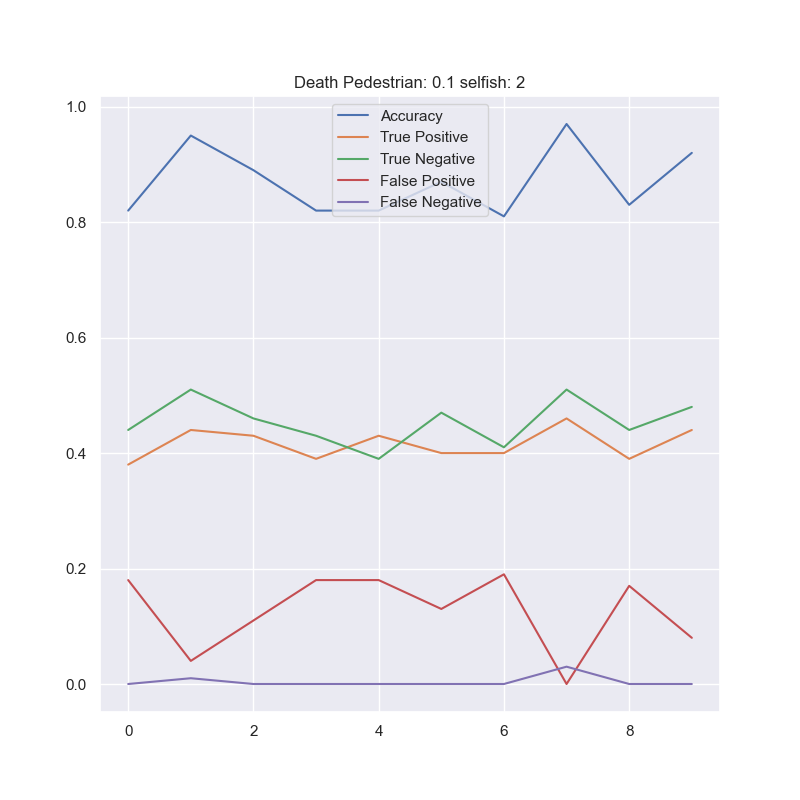 Death Pedestrian: 0.1 selfish: 2
1.0
Accuracy
True Positive
True Negative
False Positive
False Negative
0.8
0.6
0.4
0.2
0.0
0 2 4 6 8